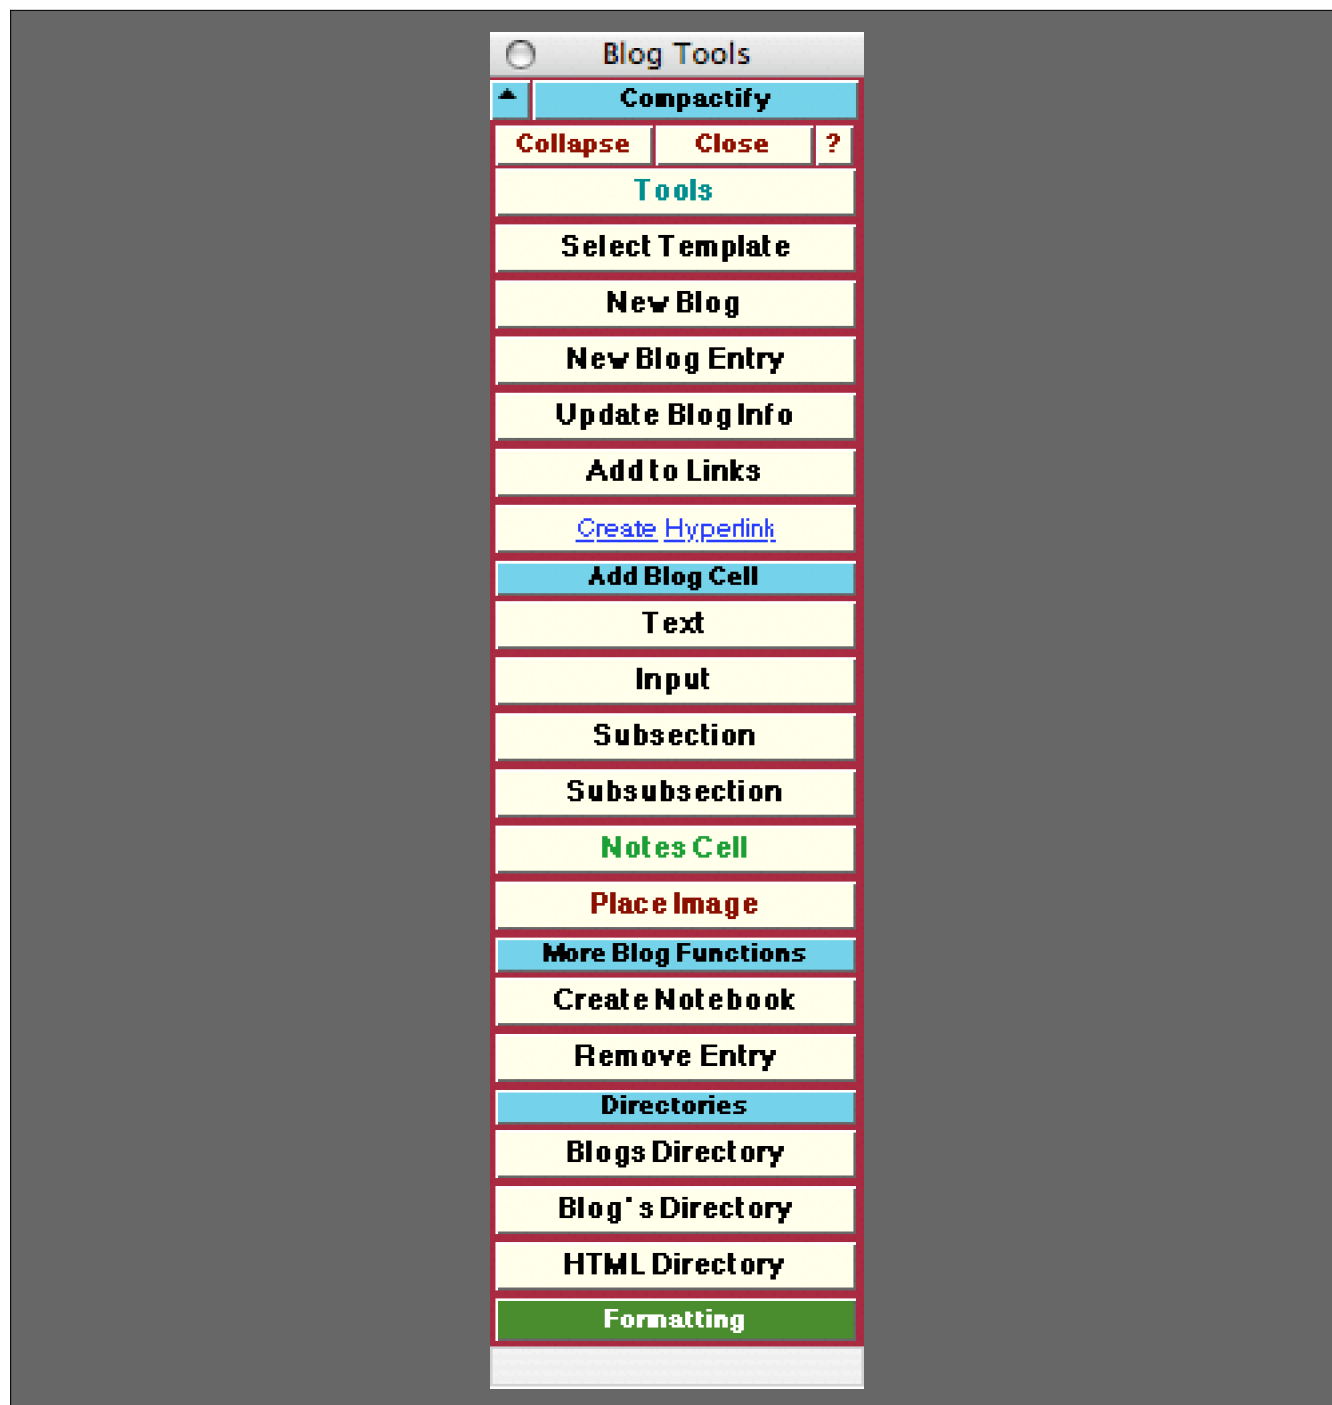 Blog Tools
Compactify
Collapse Close ?
Tools
Select Template
New Blog
New Blog Entry
Update Blog Info
Add to Links
Create Hyperlink
Add Blog Cell
Text
Input
Subsection
Subsubsection
Notes Cell
Place Image
More Blog Functions
Create Notebook
Remove Entry
Directories
Blogs Directory
Blog's Directory
HTML Directory
Formatting